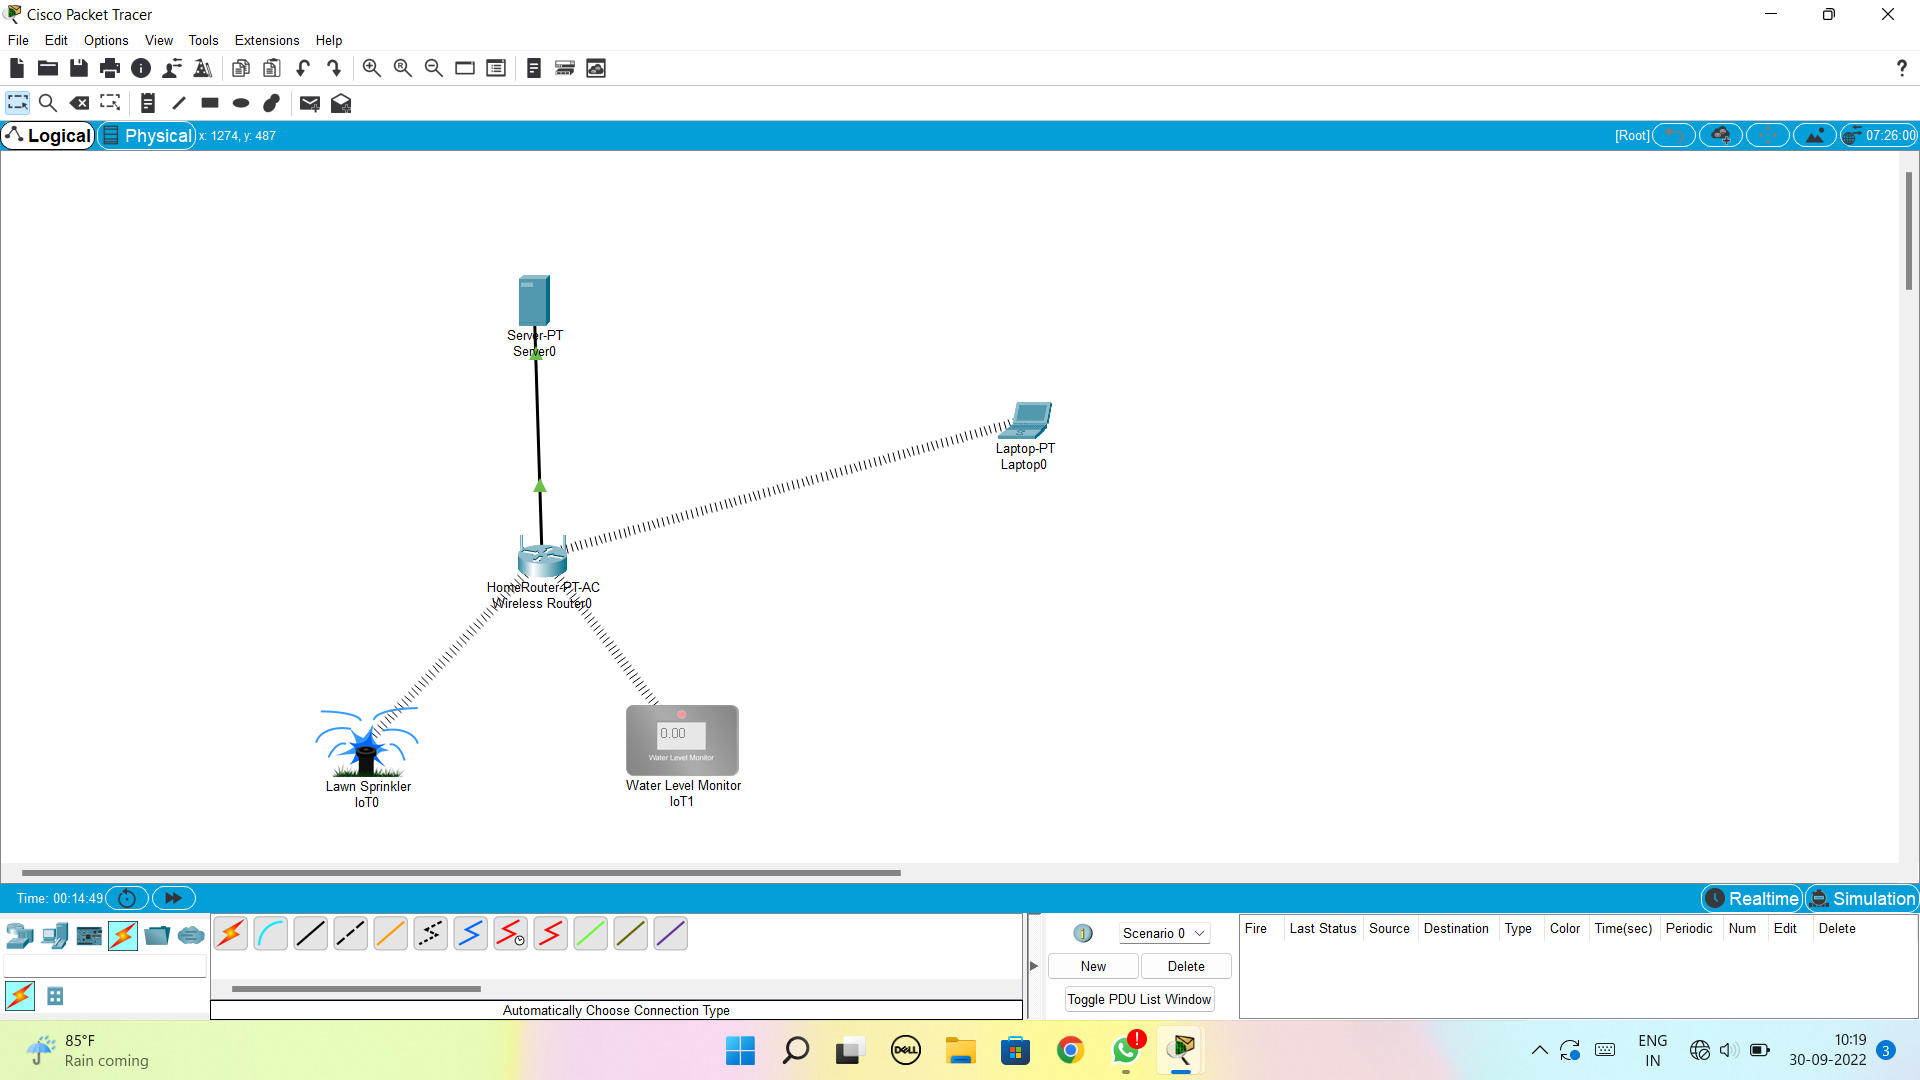 Cisco Packet Tracer
File Edit Options View Tools Extensions Help
?
Logical Physical x: 1274, y: 487 [Root] 07:26:00
Server-PT
Server0
Laptop-PT
Laptop0
HomeRouter-PT-AC
Wireless Router0
0.00
Water Level Monitor
Lawn Sprinkler
IoT0
Water Level Monitor
IoT1
Time: 00:14:49 Realtime Simulation
Scenario 0
New Delete
Toggle PDU List Window
Fire Last Status Source Destination Type Color Time(sec) Periodic Num Edit Delete
Automatically Choose Connection Type
85°F
Rain coming
DELL
ENG
IN
10:19
30-09-2022
3